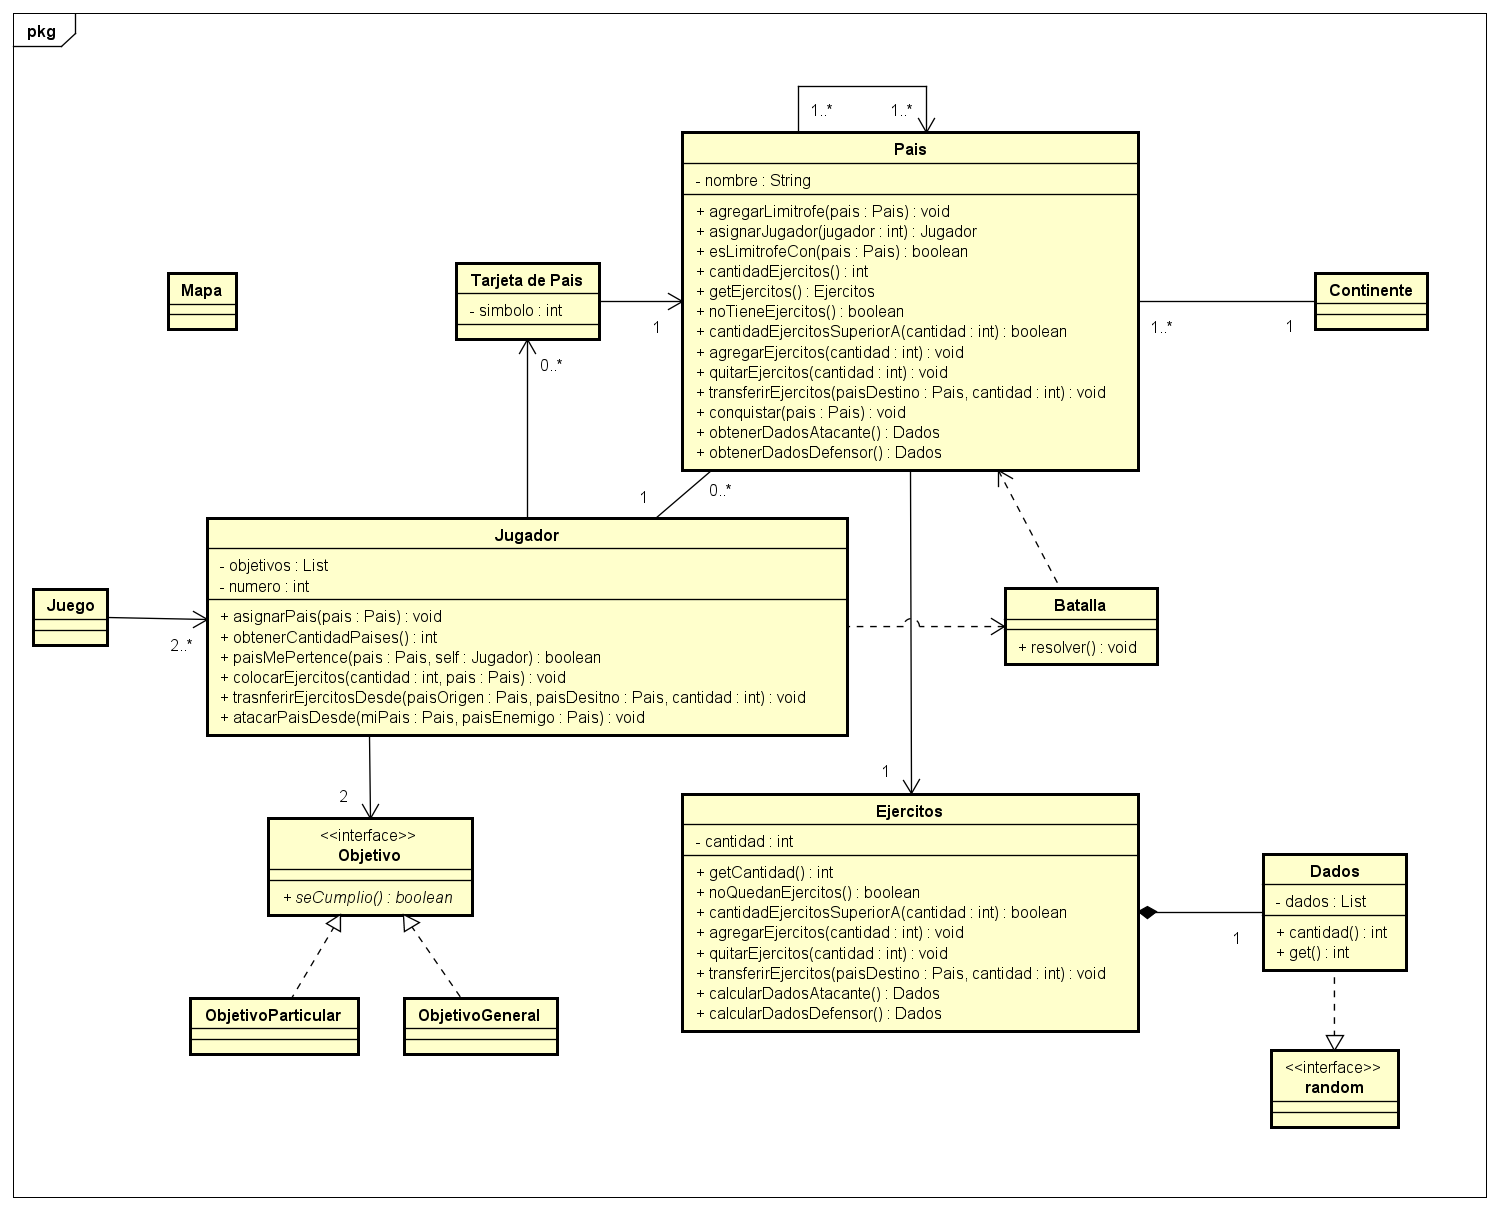 pkg
1..*
1..*
Pais
- nombre : String
+ agregarLimitrofe(pais : Pais) : void
+ asignarJugador(jugador : int) : Jugador
+ esLimitrofeCon(pais : Pais) : boolean
+ cantidadEjercitos() : int
+ getEjercitos() : Ejercitos
+ noTieneEjercitos() : boolean
+ cantidadEjercitosSuperiorA(cantidad : int) : boolean
+ agregarEjercitos(cantidad : int) : void
+ quitarEjercitos(cantidad : int) : void
+ transferirEjercitos(paisDestino : Pais, cantidad : int) : void
+ conquistar(pais : Pais) : void
+ obtenerDadosAtacante() : Dados
+ obtenerDadosDefensor() : Dados
Mapa
Tarjeta de Pais
- simbolo : int
1
0..*
Continente
1..*
1
1
0..*
Jugador
- objetivos : List
- numero : int
+ asignarPais(pais : Pais) : void
+ obtenerCantidadPaises() : int
+ paisMePertence(pais : Pais, self : Jugador) : boolean
+ colocarEjercitos(cantidad : int, pais : Pais) : void
+ trasnferirEjercitosDesde(paisOrigen : Pais, paisDesitno : Pais, cantidad : int) : void
+ atacarPaisDesde(miPais : Pais, paisEnemigo : Pais) : void
Juego
2..*
Batalla
+ resolver() : void
2
1
<<interface>>
Objetivo
+ seCumplio() : boolean
ObjetivoParticular
ObjetivoGeneral
Ejercitos
- cantidad : int
+ getCantidad() : int
+ noQuedanEjercitos() : boolean
+ cantidadEjercitosSuperiorA(cantidad : int) : boolean
+ agregarEjercitos(cantidad : int) : void
+ quitarEjercitos(cantidad : int) : void
+ transferirEjercitos(paisDestino : Pais, cantidad : int) : void
+ calcularDadosAtacante() : Dados
+ calcularDadosDefensor() : Dados
1
Dados
- dados : List
+ cantidad() : int
+ get() : int
<<interface>>
random